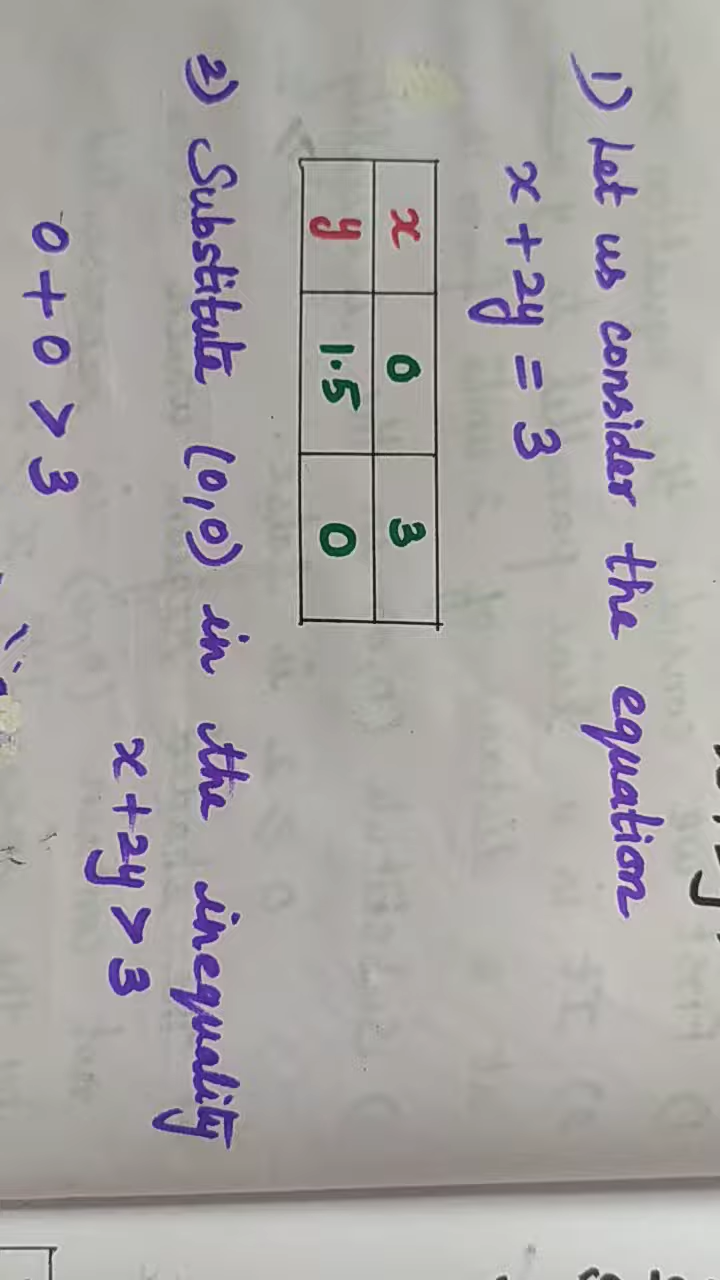 1) Let us consider the equation
x + 2y = 3
x 0 3
y 1.5 0
2) Substitute (0,0) in the inequality
x + 2y > 3
0 + 0 > 3